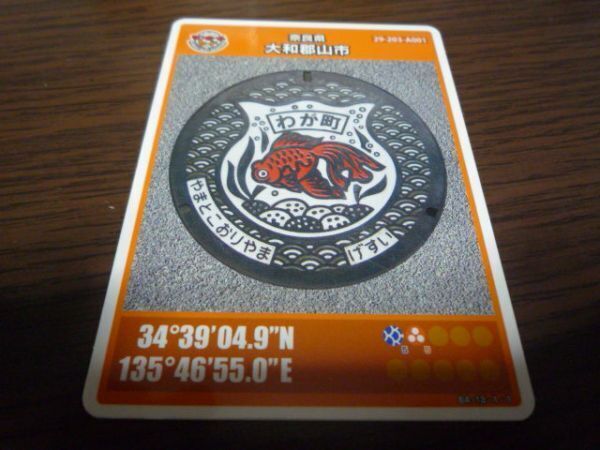 奈良県
大和郡山市
29-203-A001
わが町
やまとこおりやま
げすい
34°39'04.9"N
135°46'55.0"E